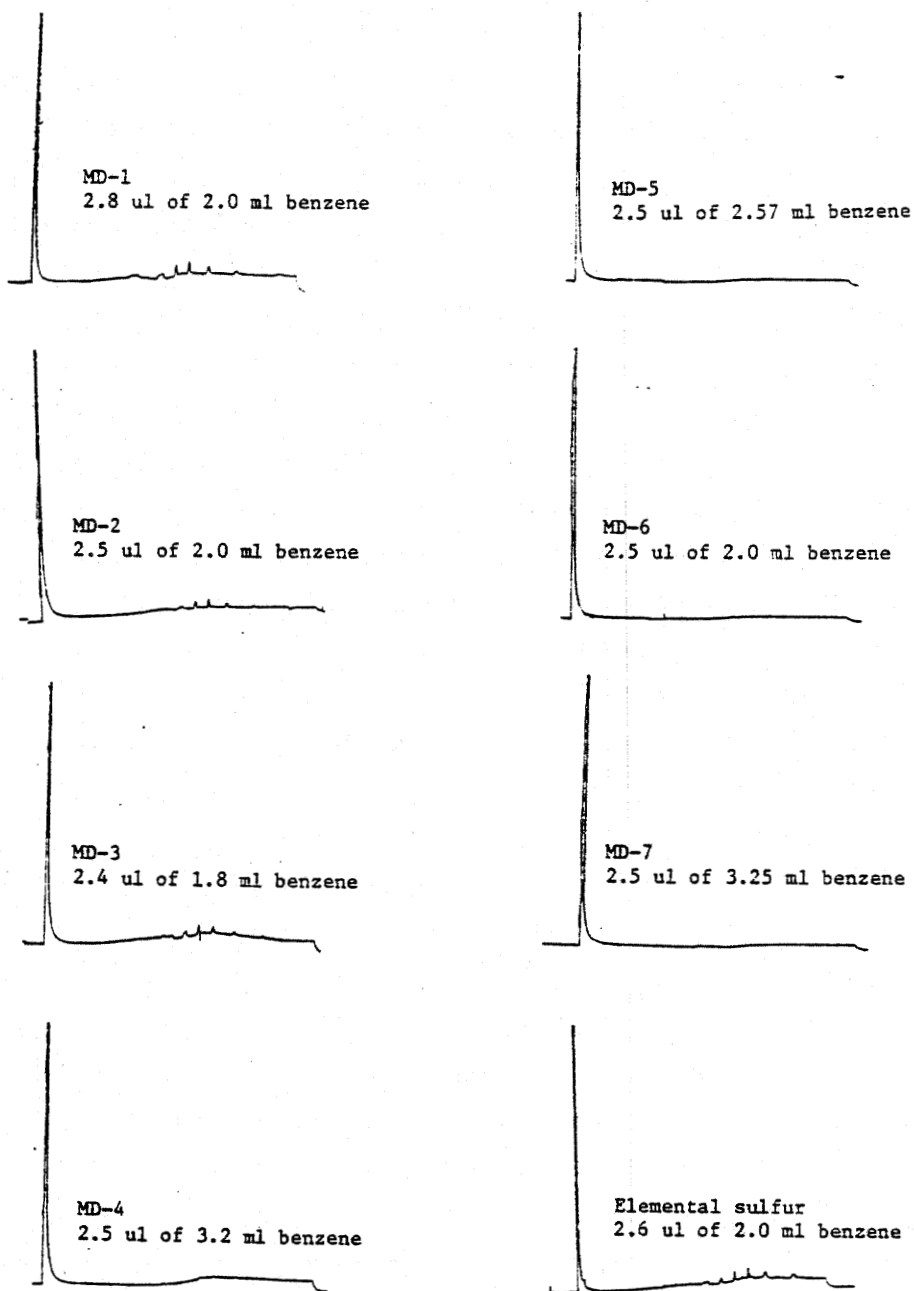 MD-1
2.8 ul of 2.0 ml benzene
MD-5
2.5 ul of 2.57 ml benzene
MD-2
2.5 ul of 2.0 ml benzene
MD-6
2.5 ul of 2.0 ml benzene
MD-3
2.4 ul of 1.8 ml benzene
MD-7
2.5 ul of 3.25 ml benzene
MD-4
2.5 ul of 3.2 ml benzene
Elemental sulfur
2.6 ul of 2.0 ml benzene